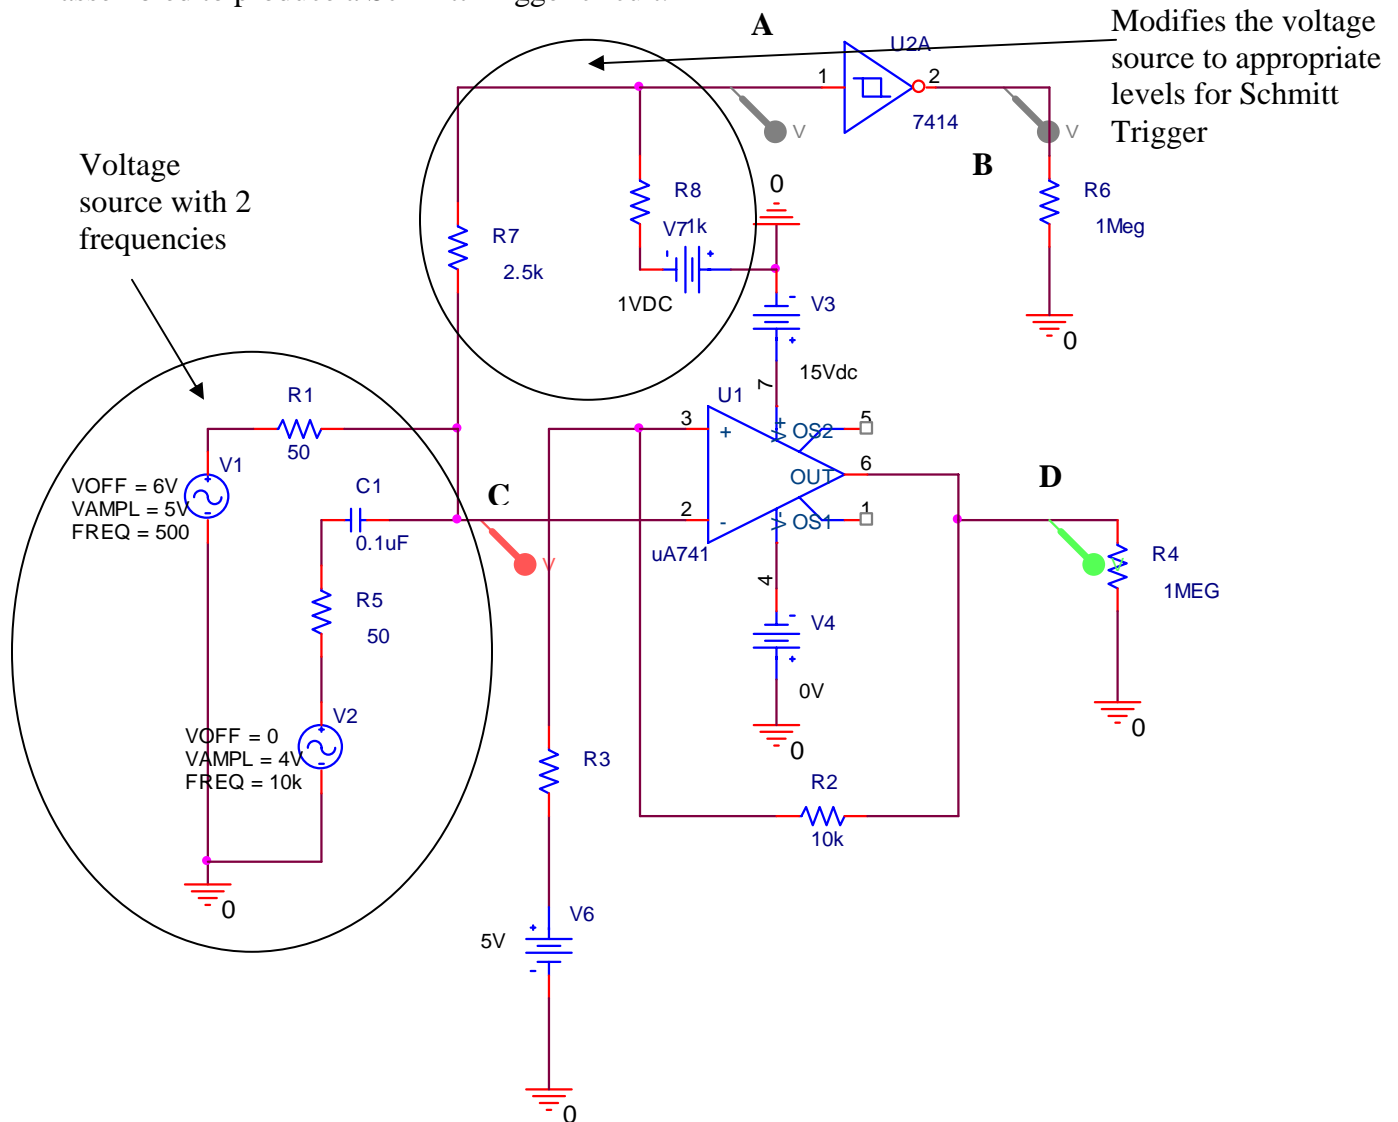 A
Modifies the voltage
source to appropriate
levels for Schmitt
Trigger
U2A
1
2
7414
V
V
B
Voltage
source with 2
frequencies
R8
1k
0
R6
1Meg
R7
2.5k
V7
1VDC
V3
15Vdc
0
R1
50
V1
VOFF = 6V
VAMPL = 5V
FREQ = 500
C1
0.1uF
C
V
U1
7
3
+
V+
OS2
5
OUT
6
2
-
V-
OS1
1
uA741
4
D
V
R4
1MEG
R5
50
V4
0V
0
0
V2
VOFF = 0
VAMPL = 4V
FREQ = 10k
R3
R2
10k
0
V6
5V
0